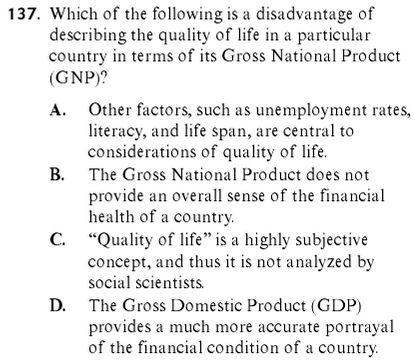 137. Which of the following is a disadvantage of
describing the quality of life in a particular
country in terms of its Gross National Product
(GNP)?
A. Other factors, such as unemployment rates,
literacy, and life span, are central to
considerations of quality of life.
B. The Gross National Product does not
provide an overall sense of the financial
health of a country.
C. “Quality of life” is a highly subjective
concept, and thus it is not analyzed by
social scientists.
D. The Gross Domestic Product (GDP)
provides a much more accurate portrayal
of the financial condition of a country.